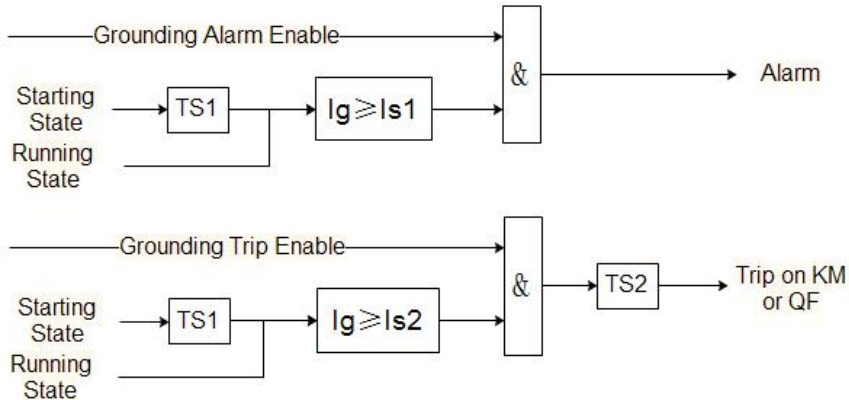 Grounding Alarm Enable
&
Alarm
Starting
State
TS1
Ig≥Is1
Running
State
Grounding Trip Enable
&
TS2
Trip on KM
or QF
Starting
State
TS1
Ig≥Is2
Running
State